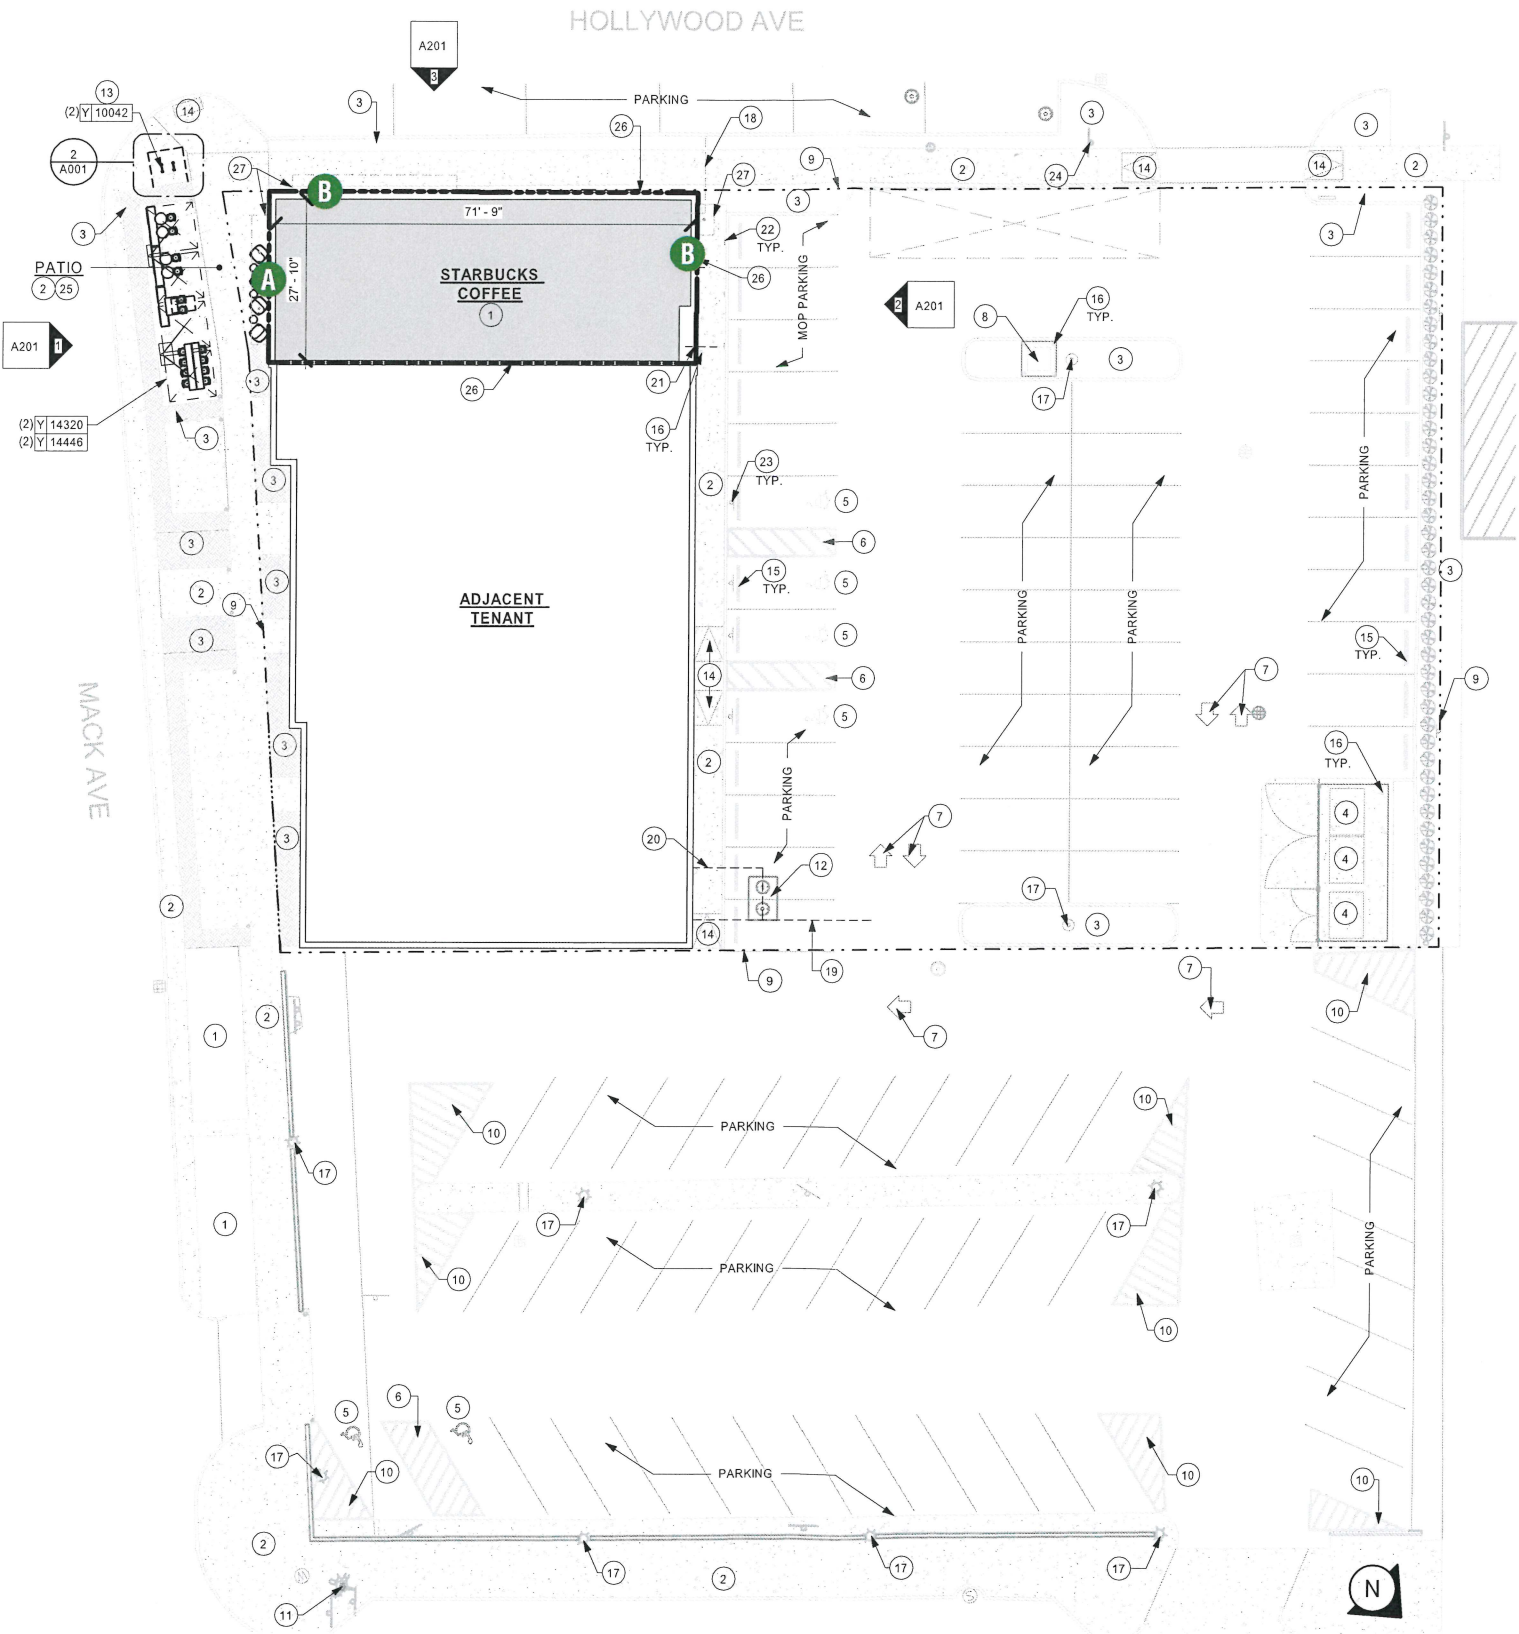 HOLLYWOOD AVE
A201
3
13
(2) Y 10042
14
3
PARKING
26
18
3
3
2
A001
27
9
27
2
14
14
2
24
B
3
71' - 9"
22
TYP.
3
3
PATIO
2 25
A
27' - 10"
STARBUCKS
COFFEE
1
B
26
MOP PARKING
2
A201
8
16
TYP.
A201
1
3
3
21
26
17
(2) Y 14320
(2) Y 14446
3
16
TYP.
PARKING
23
TYP.
3
2
5
3
6
3
15
TYP.
5
3
2
9
ADJACENT
TENANT
PARKING
PARKING
3
5
15
TYP.
14
6
7
9
MACK AVE
5
3
2
16
TYP.
PARKING
4
7
3
20
12
4
17
2
4
3
14
19
9
7
10
2
7
1
10
PARKING
10
17
17
17
1
PARKING
PARKING
10
10
6
5
5
17
10
PARKING
10
10
2
17
17
17
2
11
N